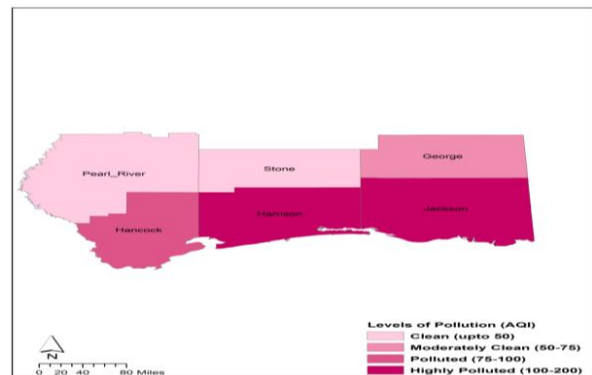 Pearl_River
Stone
George
Hancock
Harrison
Jackson
Levels of Pollution (AQI)
Clean (upto 50)
Moderately Clean (50-75)
Polluted (75-100)
Highly Polluted (100-200)
N
0 20 40 80 Miles